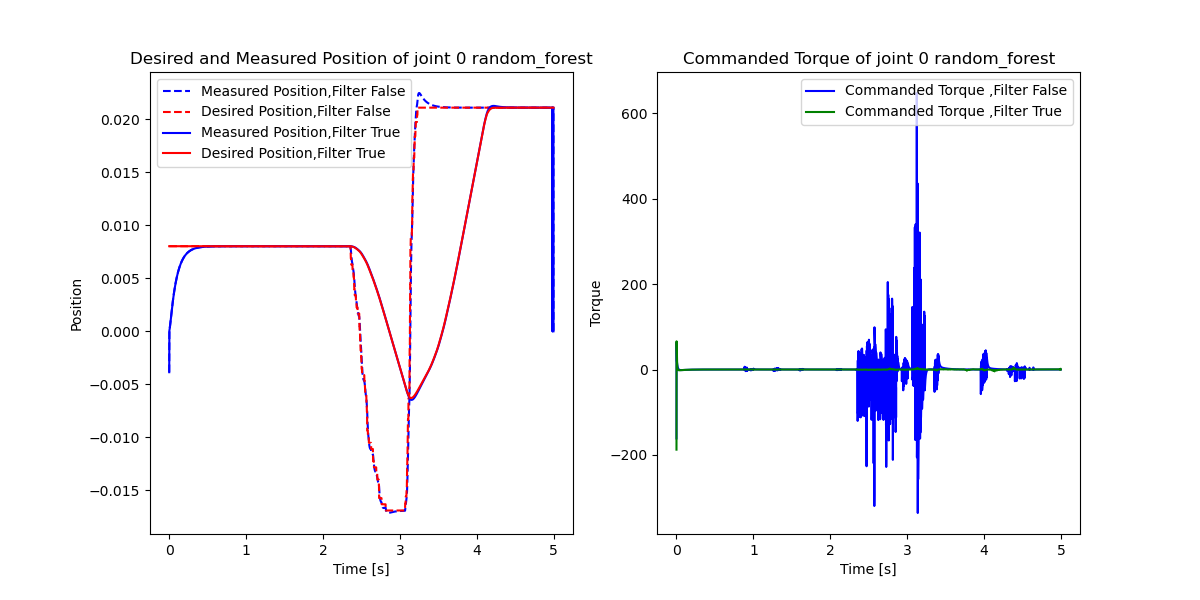 Desired and Measured Position of joint 0 random_forest
Measured Position,Filter False
Desired Position,Filter False
Measured Position,Filter True
Desired Position,Filter True
Position
0.020
0.015
0.010
0.005
0.000
−0.005
−0.010
−0.015
0 1 2 3 4 5
Time [s]
Commanded Torque of joint 0 random_forest
Commanded Torque ,Filter False
Commanded Torque ,Filter True
Torque
600
400
200
0
−200
0 1 2 3 4 5
Time [s]